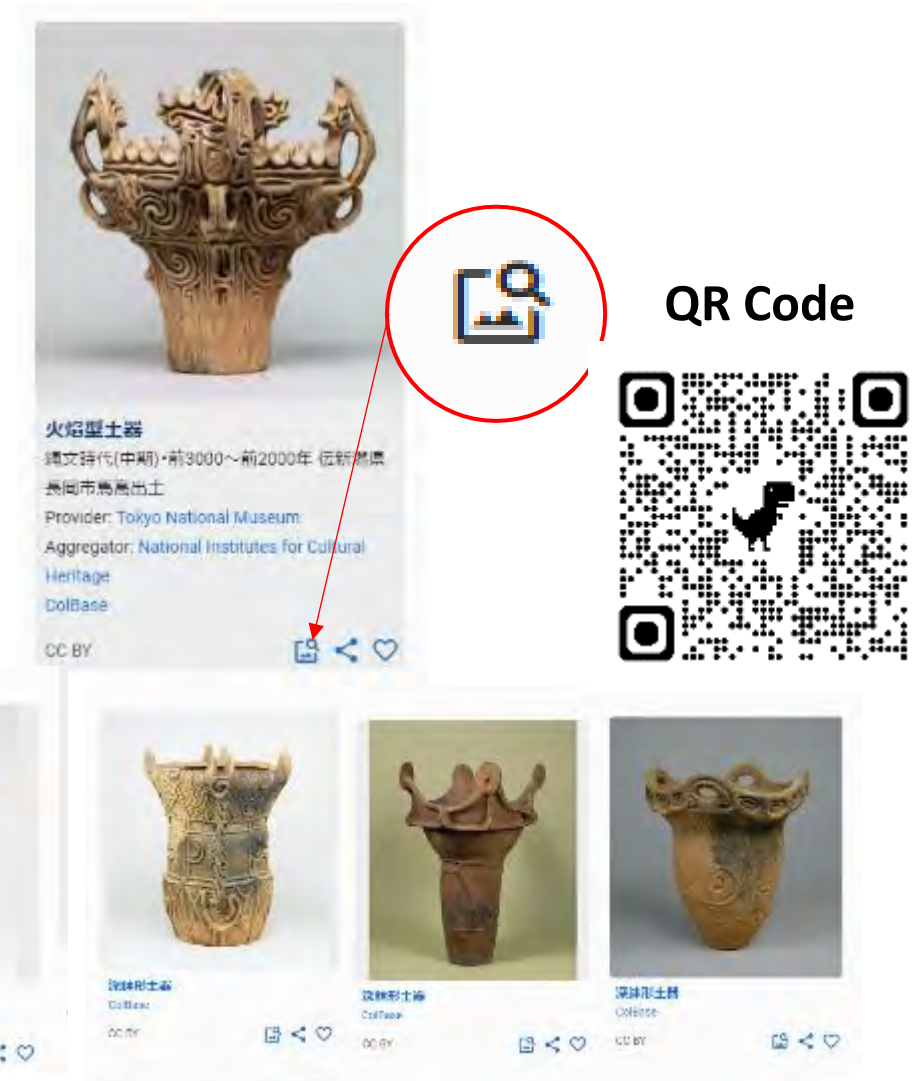 QR Code
火焔型土器
縄文時代(中期)・前3000～前2000年 伝新潟県
長岡市馬高出土
Provider: Tokyo National Museum
Aggregator: National Institutes for Cultural
Heritage
ColBase
CC BY
深鉢形土器
ColBase
CC BY
深鉢形土器
ColBase
CC BY
深鉢形土器
ColBase
CC BY